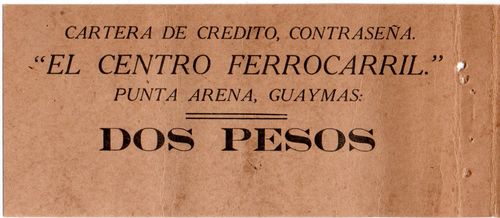 CARTERA DE CREDITO, CONTRASEÑA.
“EL CENTRO FERROCARRIL.”
PUNTA ARENA, GUAYMAS:
DOS PESOS